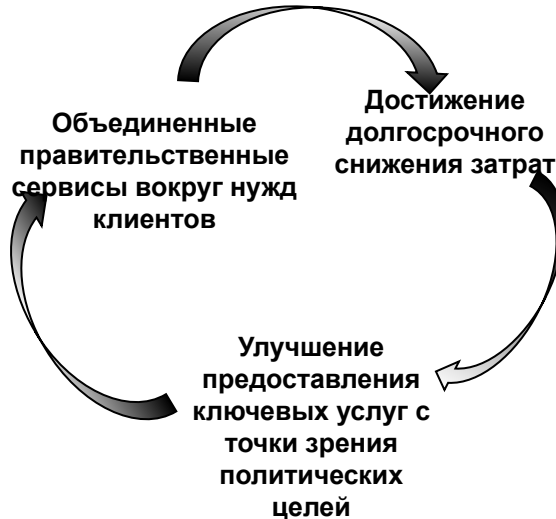 Объединенные
правительственные
сервисы вокруг нужд
клиентов
Достижение
долгосрочного
снижения затрат
Улучшение
предоставления
ключевых услуг с
точки зрения
политических
целей